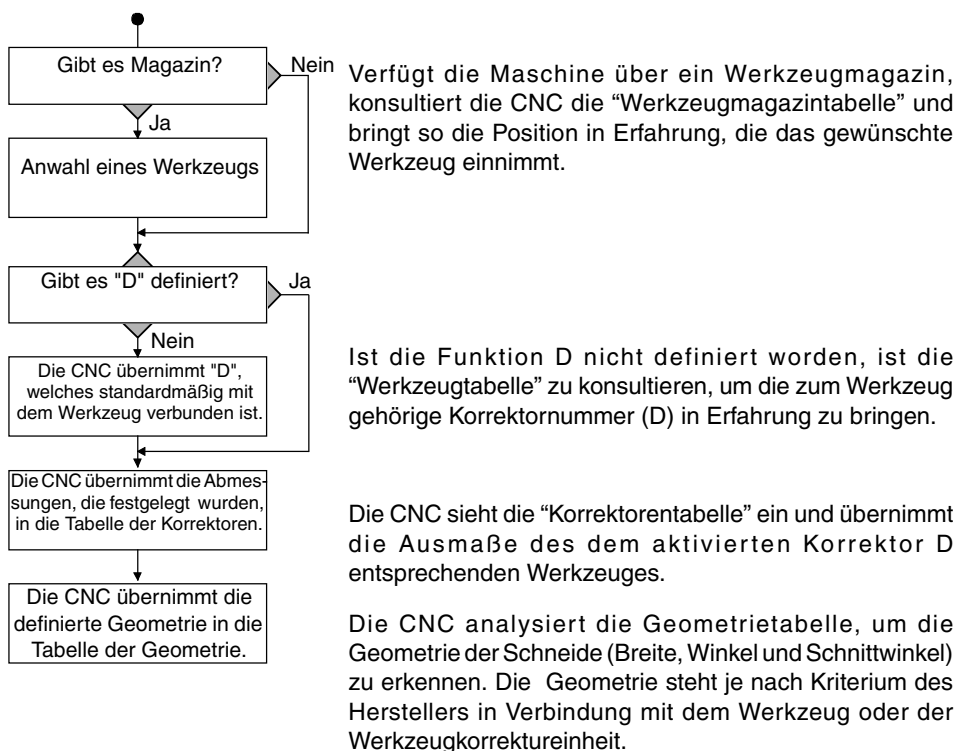 Gibt es Magazin?
Nein
Ja
Anwahl eines Werkzeugs
Verfügt die Maschine über ein Werkzeugmagazin,
konsultiert die CNC die “Werkzeugmagazintabelle” und
bringt so die Position in Erfahrung, die das gewünschte
Werkzeug einnimmt.
Gibt es "D" definiert?
Ja
Nein
Die CNC übernimmt "D",
welches standardmäßig mit
dem Werkzeug verbunden ist.
Ist die Funktion D nicht definiert worden, ist die
“Werkzeugtabelle” zu konsultieren, um die zum Werkzeug
gehörige Korrektornummer (D) in Erfahrung zu bringen.
Die CNC übernimmt die Abmes-
sungen, die festgelegt wurden,
in die Tabelle der Korrektoren.
Die CNC sieht die “Korrektorentabelle” ein und übernimmt
die Ausmaße des dem aktivierten Korrektor D
entsprechenden Werkzeuges.
Die CNC übernimmt die
definierte Geometrie in die
Tabelle der Geometrie.
Die CNC analysiert die Geometrietabelle, um die
Geometrie der Schneide (Breite, Winkel und Schnittwinkel)
zu erkennen. Die Geometrie steht je nach Kriterium des
Herstellers in Verbindung mit dem Werkzeug oder der
Werkzeugkorrektureinheit.